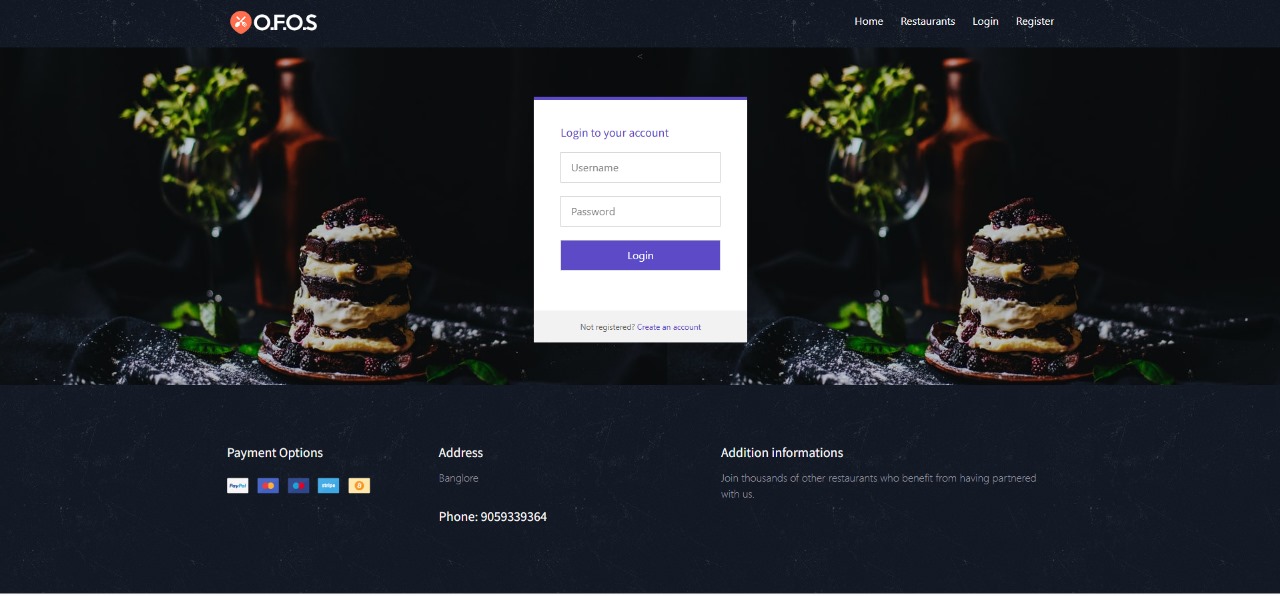 O.F.O.S
Home Restaurants Login Register
<
Login to your account
Username
Password
Login
Not registered? Create an account
Payment Options
PayPal stripe
Address
Banglore
Phone: 9059339364
Addition informations
Join thousands of other restaurants who benefit from having partnered
with us.